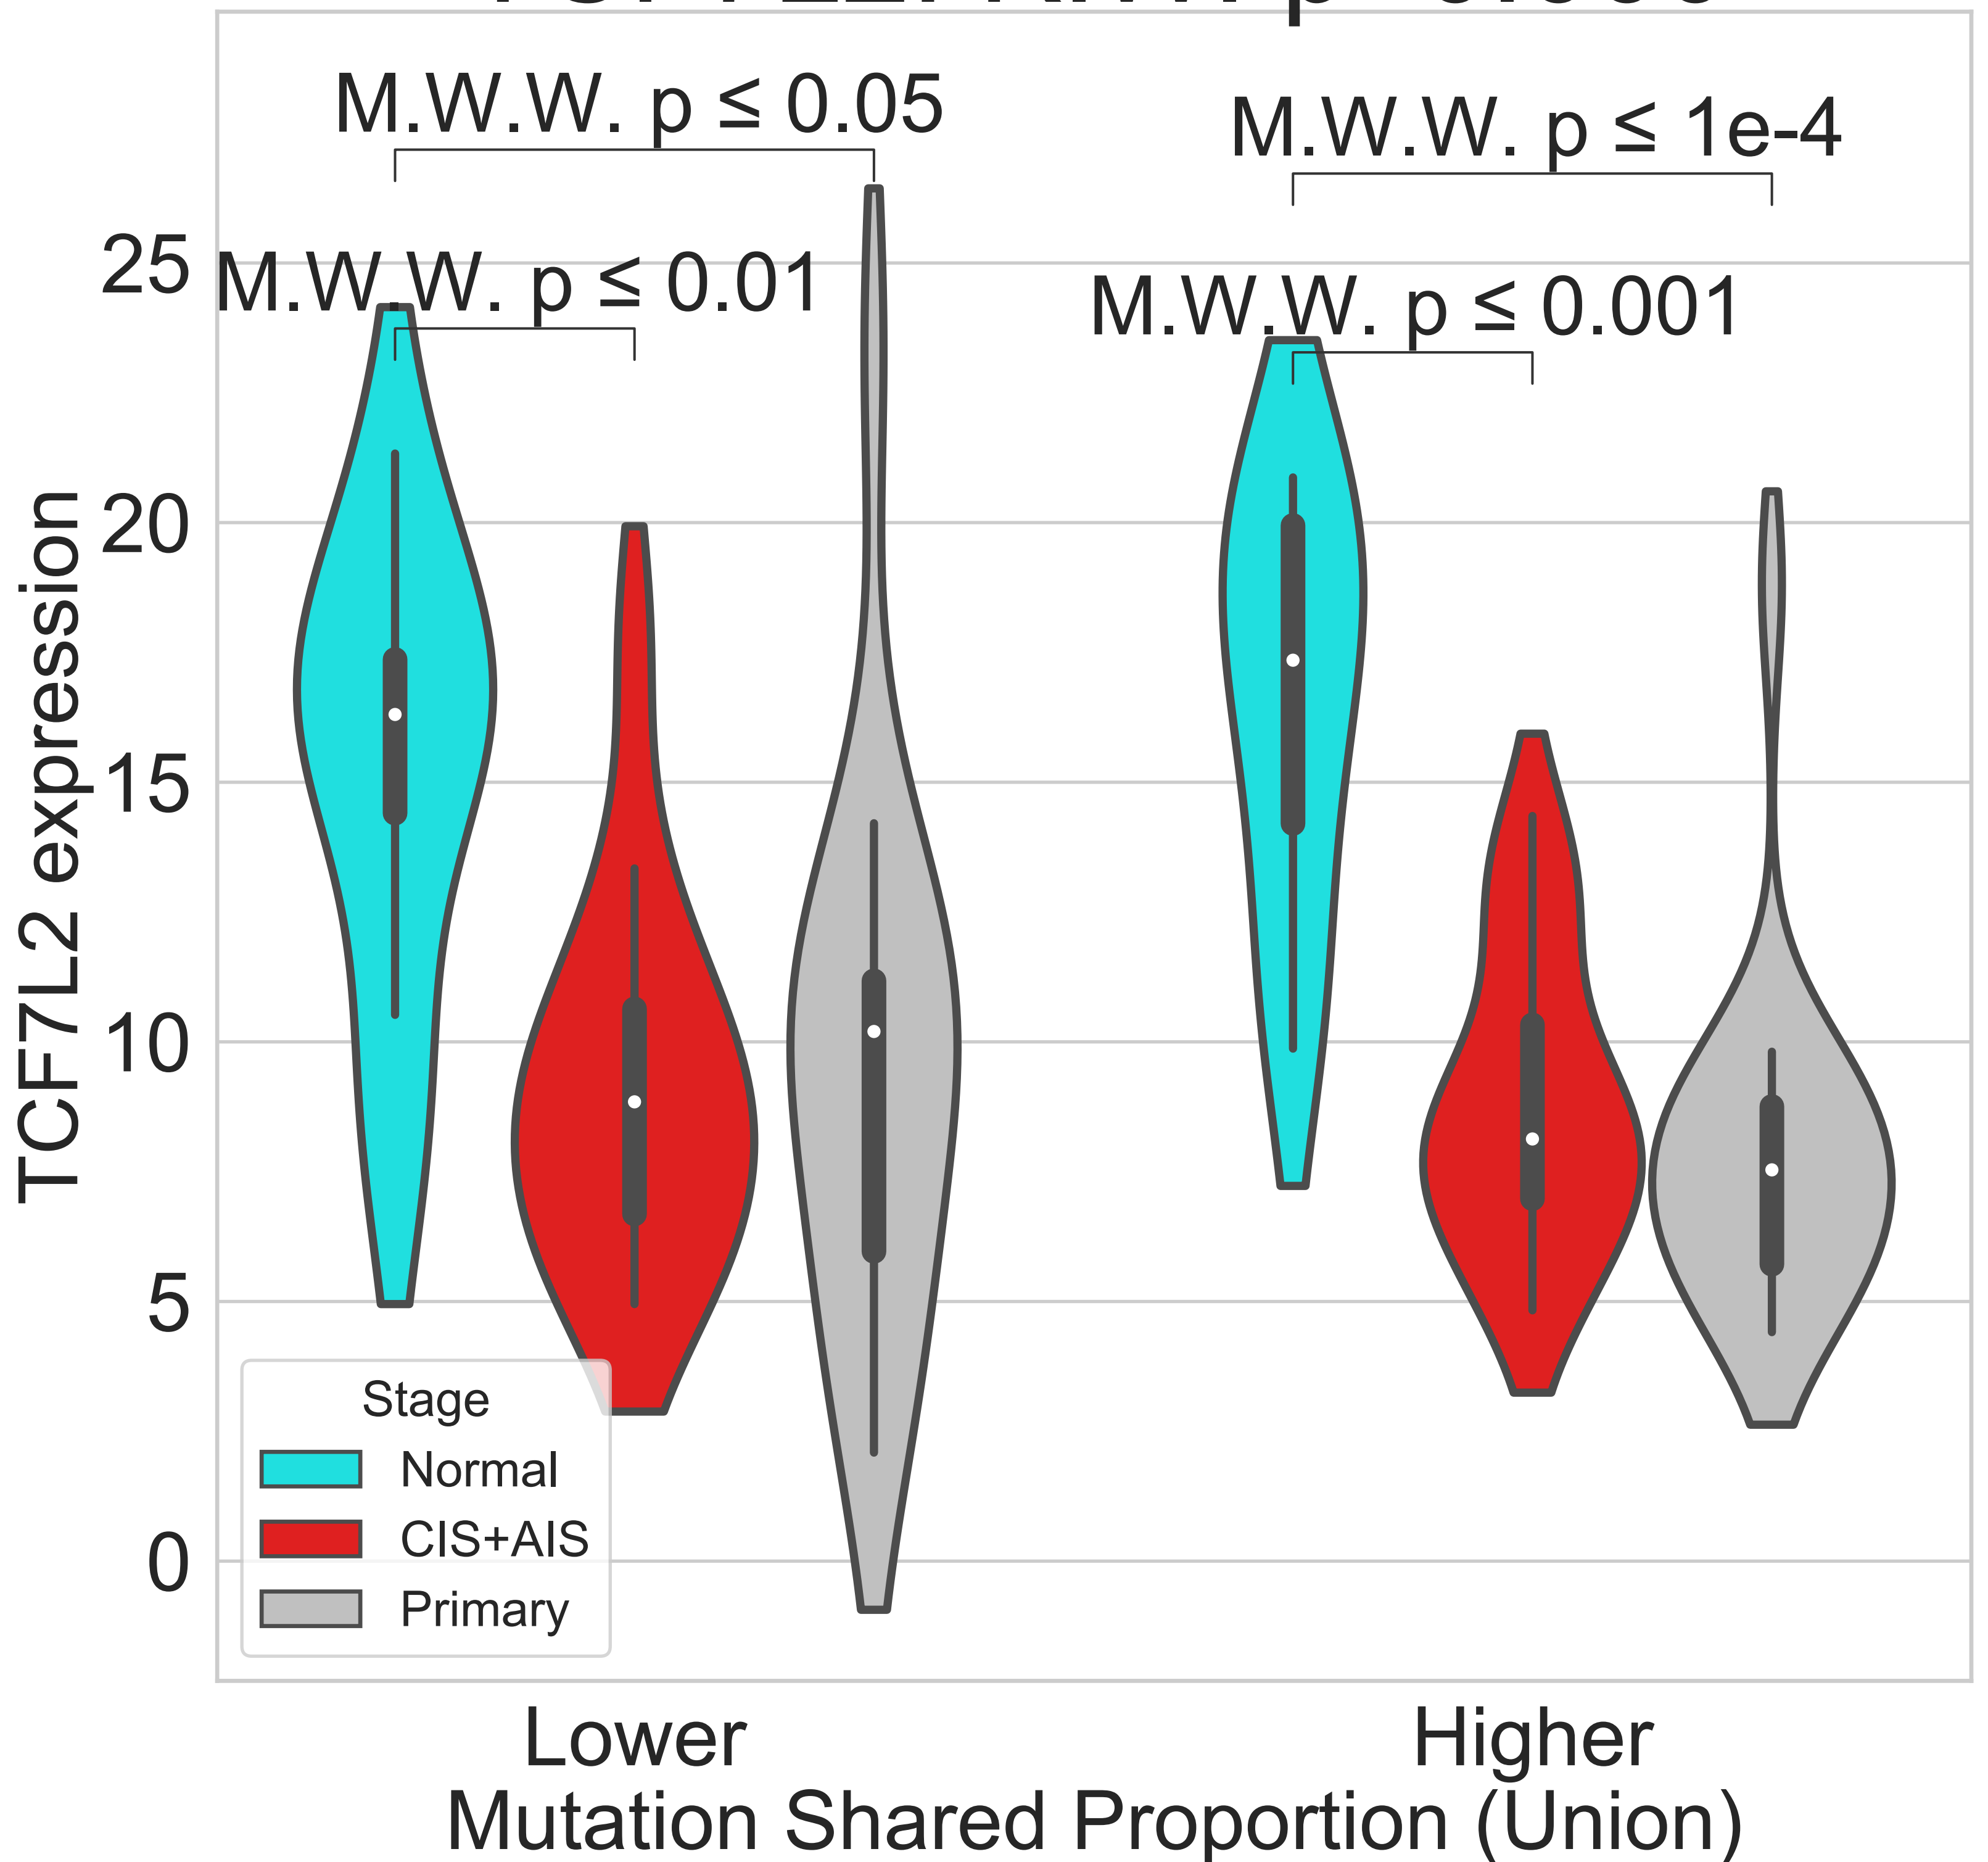 M.W.W. p ≤ 0.05
M.W.W. p ≤ 1e-4
M.W.W. p ≤ 0.01
M.W.W. p ≤ 0.001
25
20
15
10
5
0
TCF7L2 expression
Stage
Normal
CIS+AIS
Primary
Lower
Higher
Mutation Shared Proportion (Union)